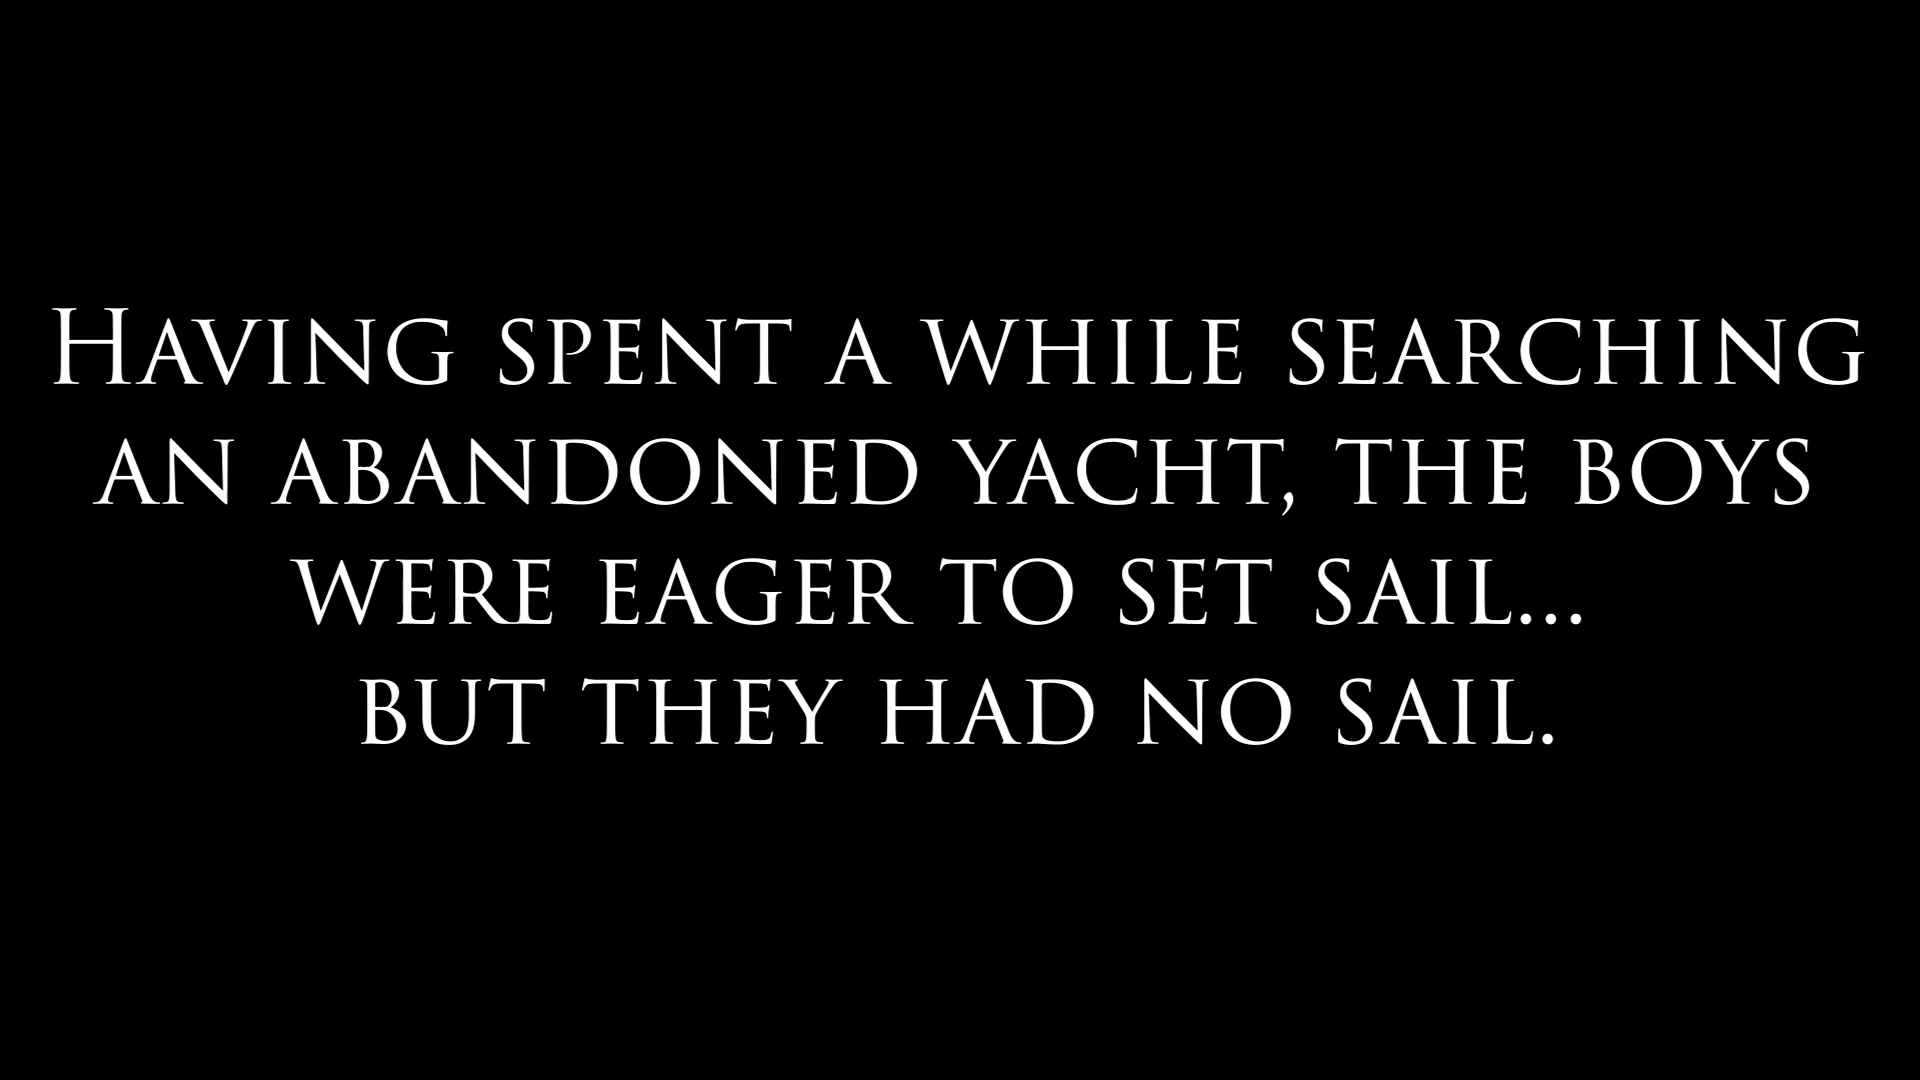 Having spent a while searching
an abandoned yacht, the boys
were eager to set sail...
but they had no sail.